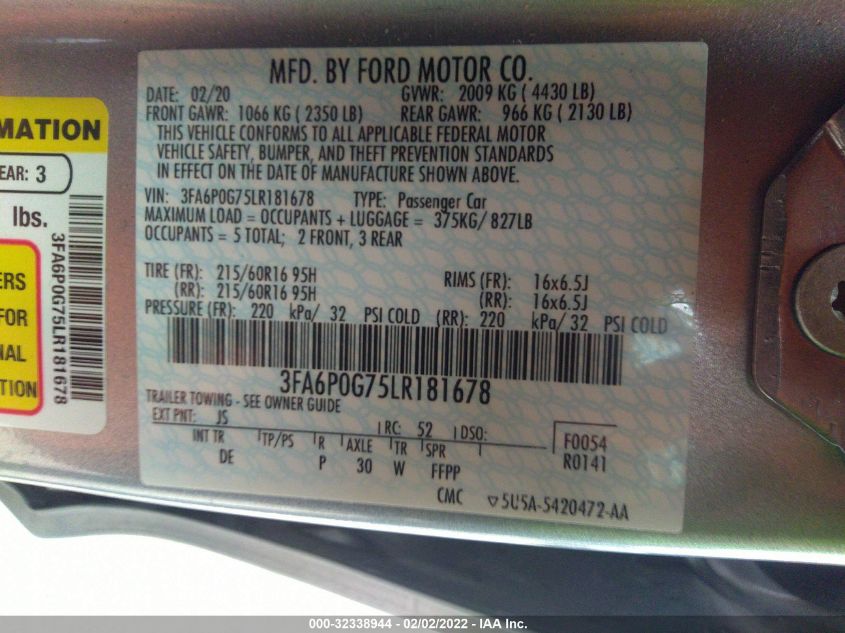 MFD. BY FORD MOTOR CO.
DATE: 02/20 GVWR: 2009 KG ( 4430 LB)
FRONT GAWR: 1066 KG ( 2350 LB) REAR GAWR: 966 KG ( 2130 LB)
THIS VEHICLE CONFORMS TO ALL APPLICABLE FEDERAL MOTOR
VEHICLE SAFETY, BUMPER, AND THEFT PREVENTION STANDARDS
IN EFFECT ON THE DATE OF MANUFACTURE SHOWN ABOVE.
VIN: 3FA6P0G75LR181678 TYPE: Passenger Car
MAXIMUM LOAD = OCCUPANTS + LUGGAGE = 375KG/ 827LB
OCCUPANTS = 5 TOTAL; 2 FRONT, 3 REAR
TIRE (FR): 215/60R16 95H RIMS (FR): 16x6.5J
(RR): 215/60R16 95H (RR): 16x6.5J
PRESSURE (FR): 220 kPa/ 32 PSI COLD (RR): 220 kPa/ 32 PSI COLD
3FA6P0G75LR181678
TRAILER TOWING - SEE OWNER GUIDE
EXT PNT: JS RC: 52 DSO: F0054
INT TR TP/PS R AXLE TR SPR R0141
DE P 30 W FFPP
CMC ▽5U5A-5420472-AA
MATION
EAR: 3
lbs.
3FA6P0G75LR181678
ERS
FOR
NAL
TION
000-32338944 - 02/02/2022 - IAA Inc.